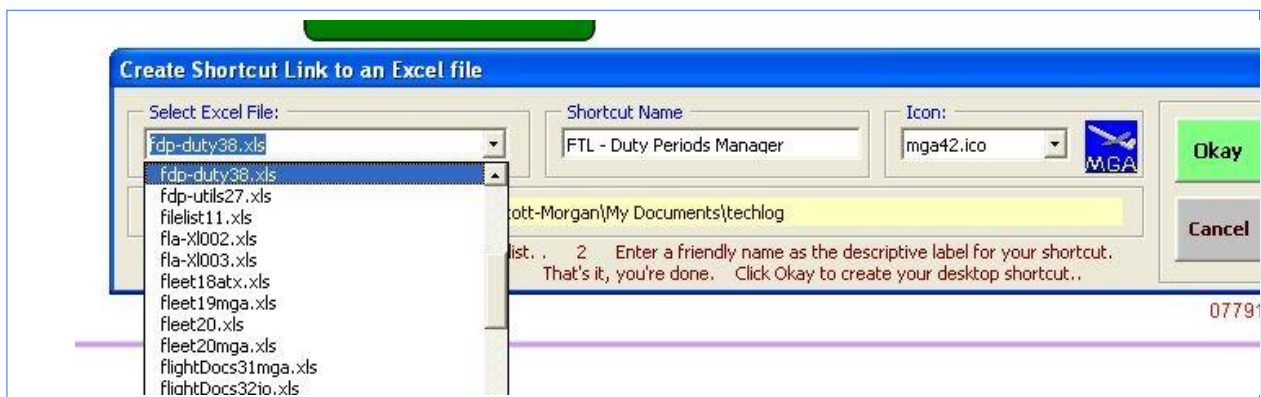 Create Shortcut Link to an Excel file
Select Excel File:
Shortcut Name
Icon:
fdp-duty38.xls
FTL - Duty Periods Manager
mga42.ico
MGA
Okay
fdp-duty38.xls
fdp-utils27.xls
filelist11.xls
fla-Xl002.xls
fla-Xl003.xls
fleet18atx.xls
fleet19mga.xls
fleet20.xls
fleet20mga.xls
flightDocs31mga.xls
flightDocs32io.xls
ott-Morgan\My Documents\techlog
Cancel
list. . 2 Enter a friendly name as the descriptive label for your shortcut.
That's it, you're done. Click Okay to create your desktop shortcut..
07791